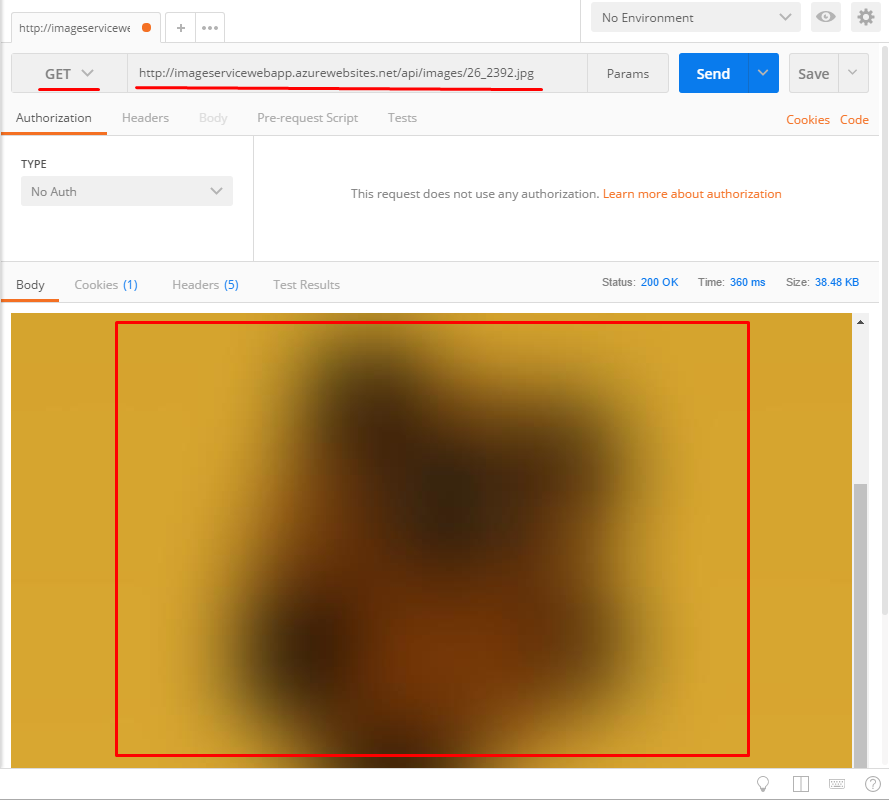 http://imageservicewe
+
•••
No Environment
GET
http://imageservicewebapp.azurewebsites.net/api/images/26_2392.jpg
Params
Send
Save
Authorization
Headers
Body
Pre-request Script
Tests
Cookies
Code
TYPE
No Auth
This request does not use any authorization. Learn more about authorization
Body
Cookies (1)
Headers (5)
Test Results
Status: 200 OK
Time: 360 ms
Size: 38.48 KB